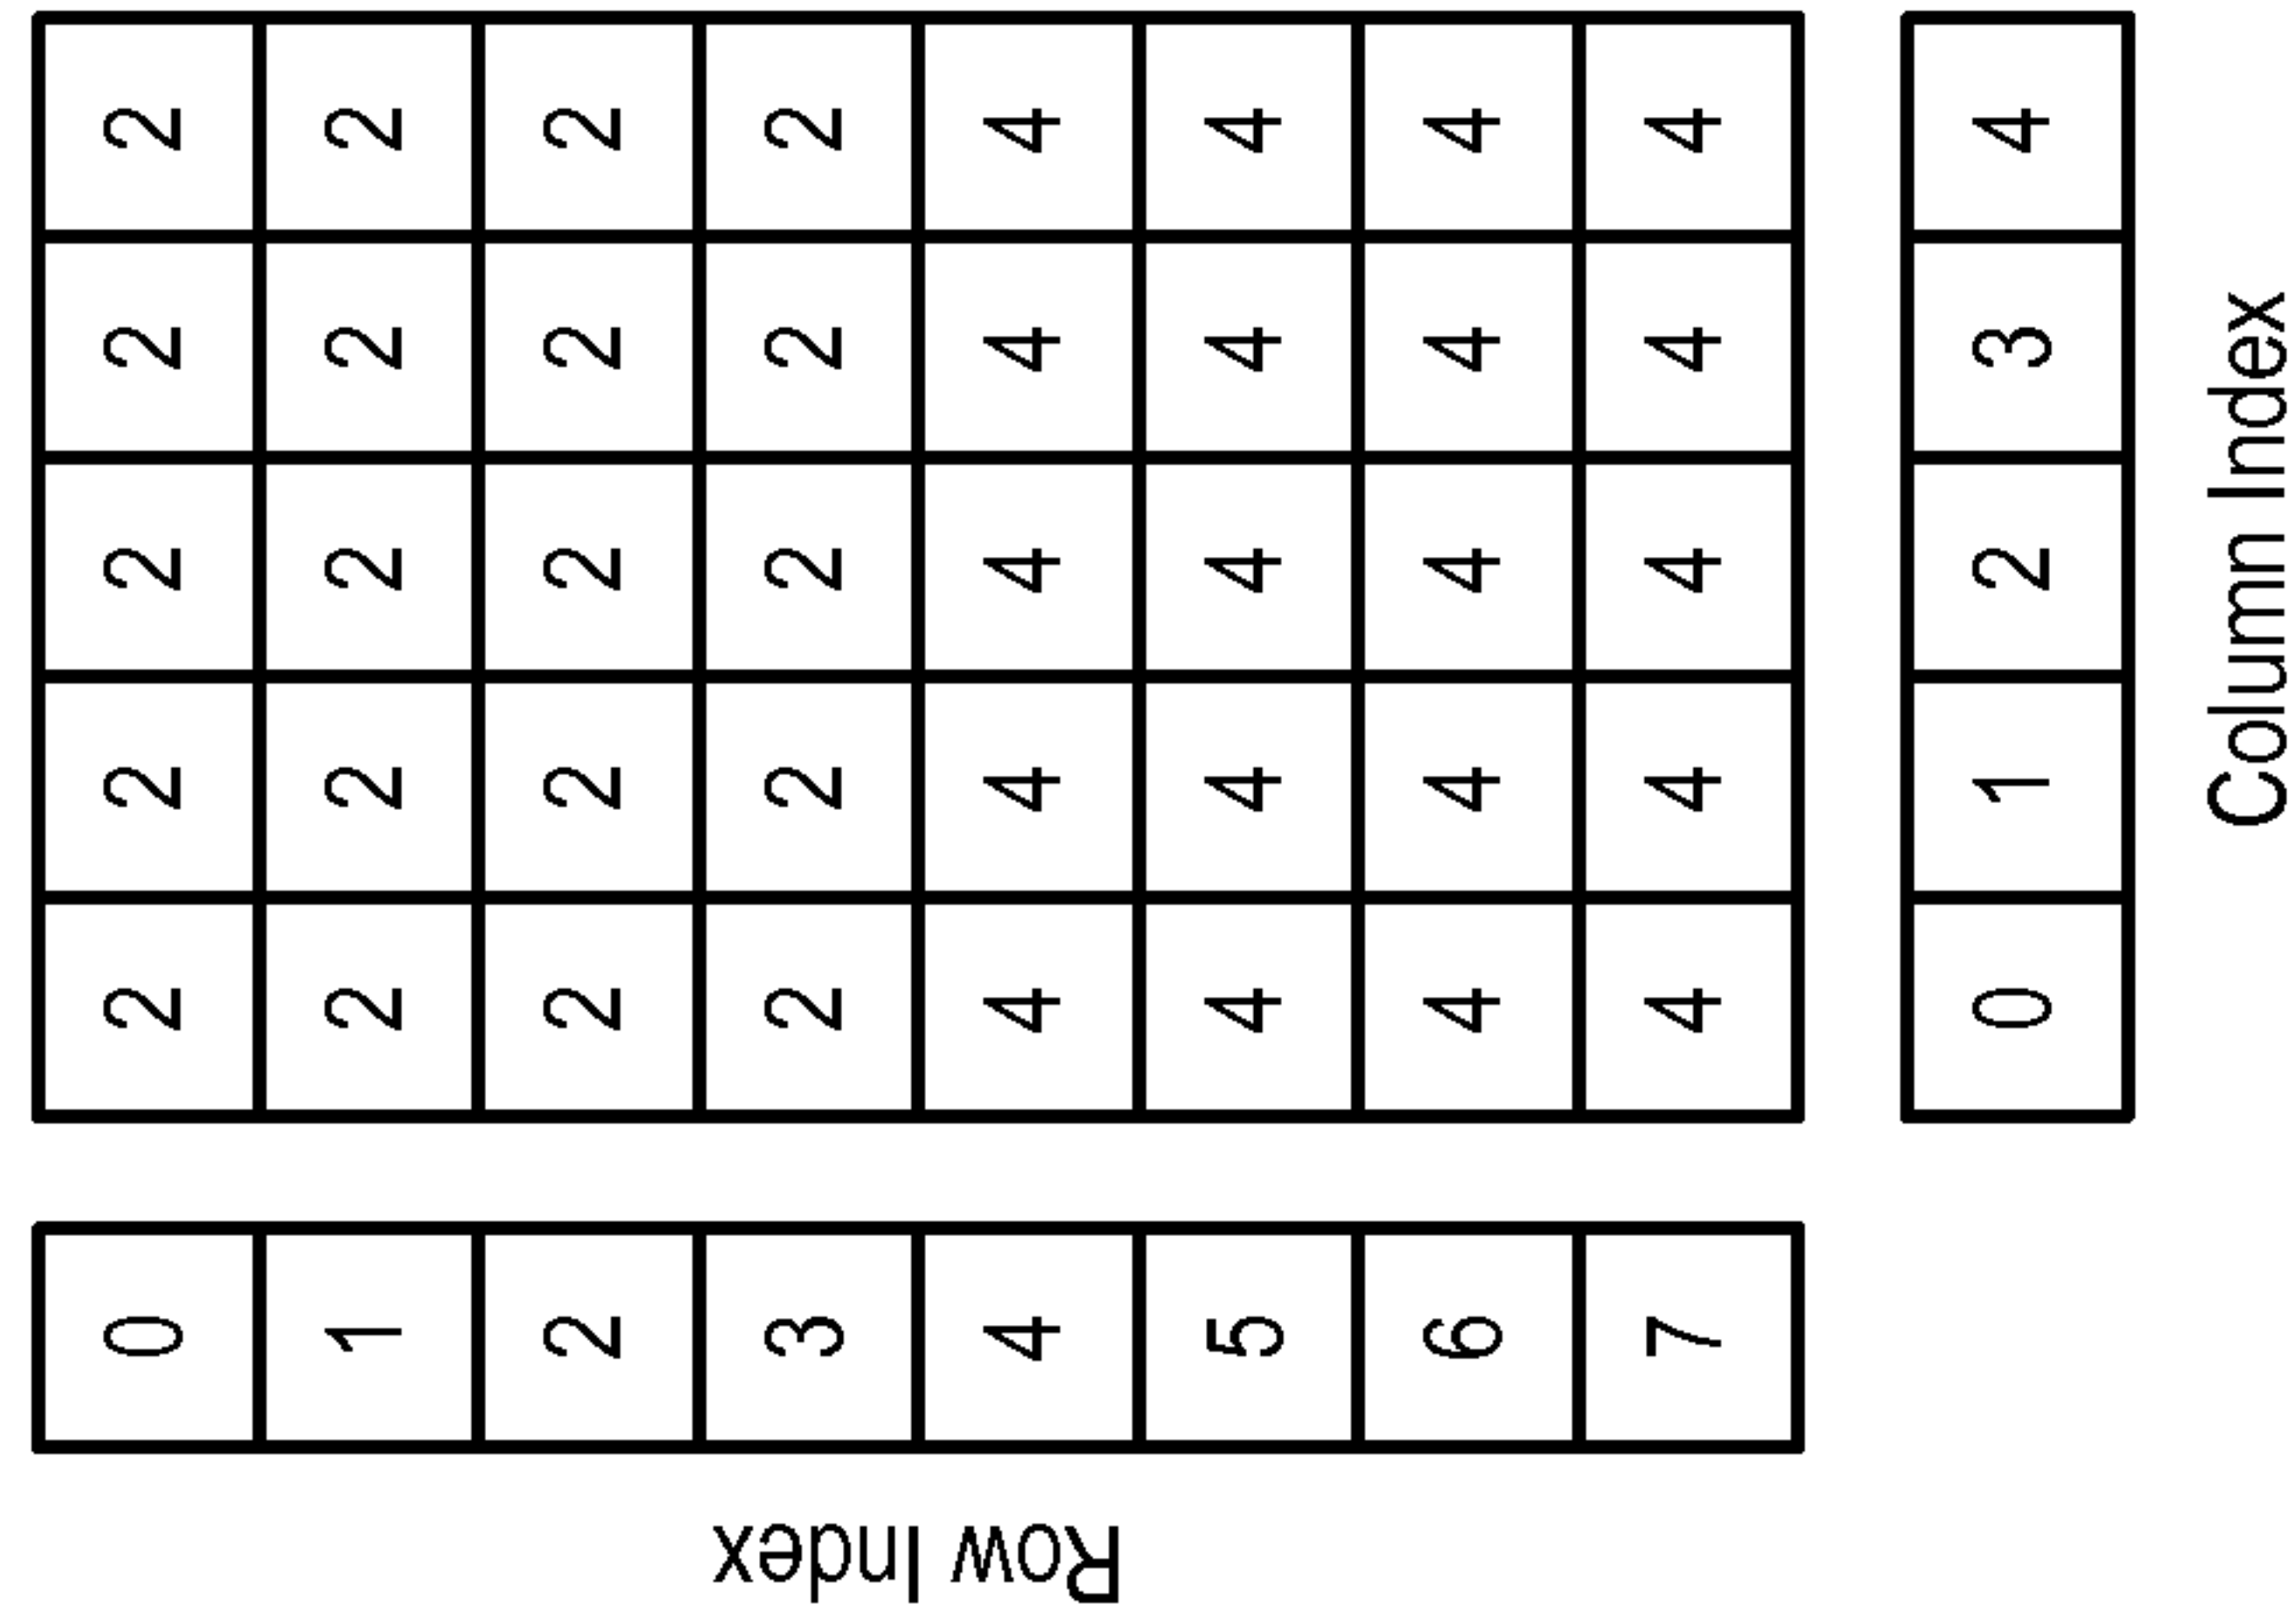 Row Index
0 2 2 2 2 2
1 2 2 2 2 2
2 2 2 2 2 2
3 2 2 2 2 2
4 4 4 4 4 4
5 4 4 4 4 4
6 4 4 4 4 4
7 4 4 4 4 4
0 1 2 3 4
Column Index